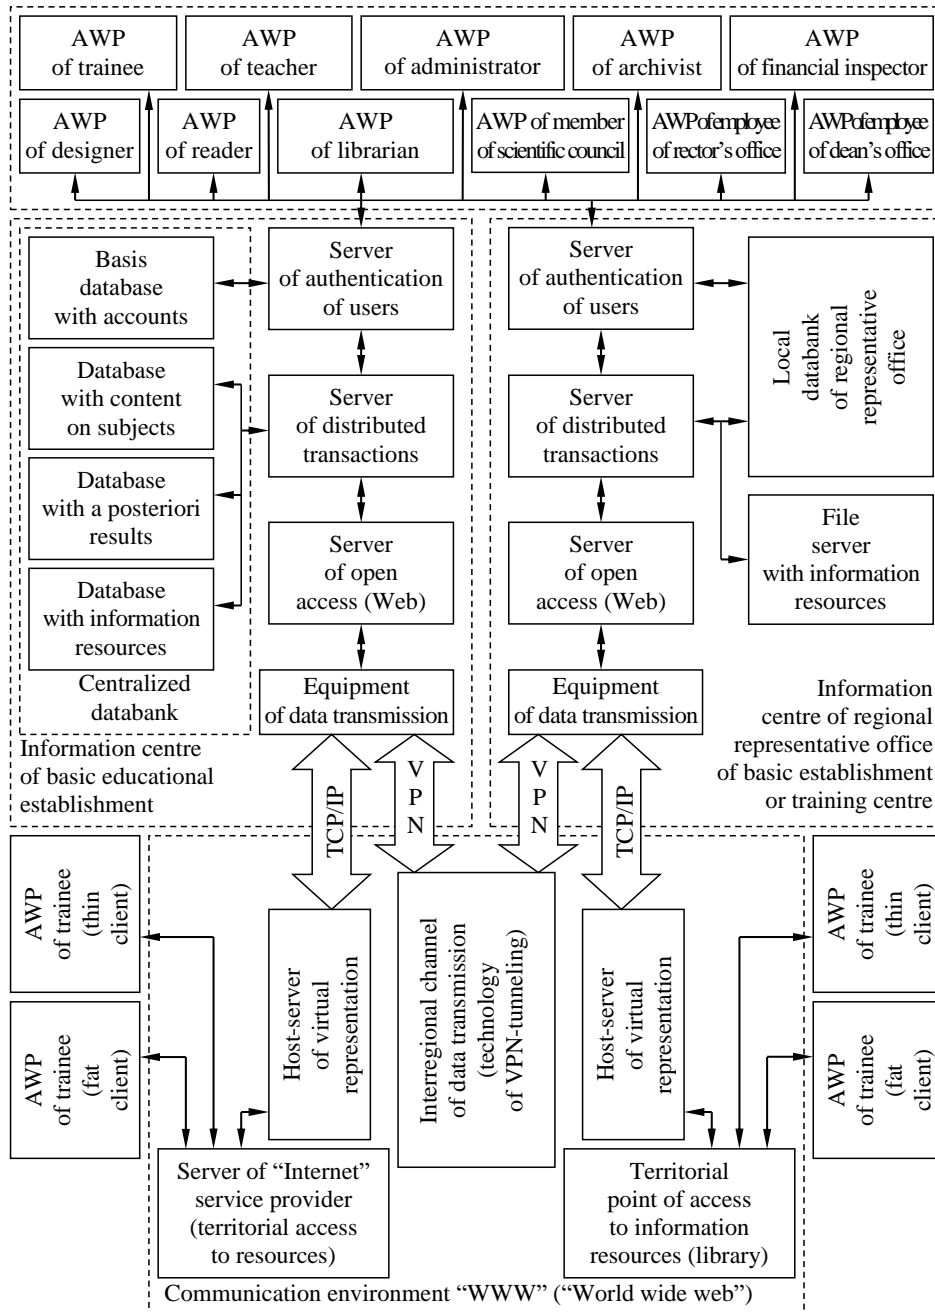 AWP
of trainee
AWP
of teacher
AWP
of administrator
AWP
of archivist
AWP
of financial inspector
AWP
of designer
AWP
of reader
AWP
of librarian
AWP of member
of scientific council
AWP of employee
of rector’s office
AWP of employee
of dean’s office
Basis
database
with accounts
Database
with content
on subjects
Database
with a posteriori
results
Database
with information
resources
Centralized
databank
Server
of authentication
of users
Server
of distributed
transactions
Server
of open
access (Web)
Equipment
of data transmission
Information centre
of basic educational
establishment
Server
of authentication
of users
Server
of distributed
transactions
Server
of open
access (Web)
Equipment
of data transmission
Local
databank
of regional
representative
office
File
server
with information
resources
Information
centre of regional
representative office
of basic establishment
or training centre
TCP/IP
V
P
N
V
P
N
TCP/IP
AWP
of trainee
(thin
client)
AWP
of trainee
(fat
client)
Host-server
of virtual
representation
Interregional channel
of data transmission
(technology
of VPN-tunneling)
Host-server
of virtual
representation
AWP
of trainee
(thin
client)
AWP
of trainee
(fat
client)
Server of “Internet”
service provider
(territorial access
to resources)
Territorial
point of access
to information
resources (library)
Communication environment “WWW” (“World wide web”)